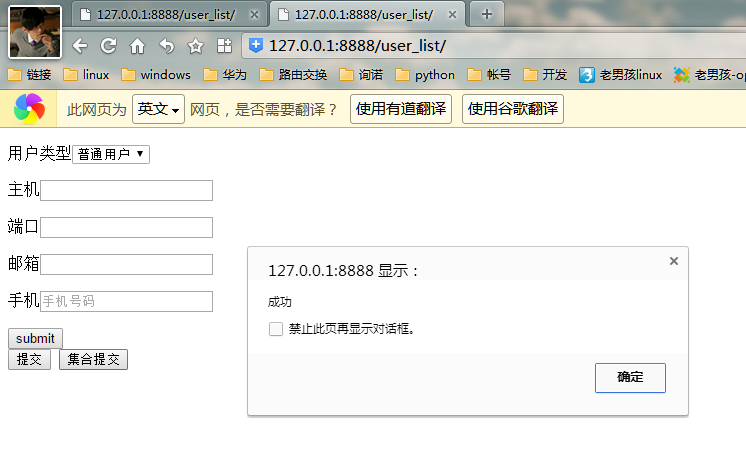 127.0.0.1:8888/user_list/ 127.0.0.1:8888/user_list/
127.0.0.1:8888/user_list/
链接 linux windows 华为 路由交换 询诺 python 帐号 开发 老男孩linux 老男孩-op
此网页为 英文 网页，是否需要翻译？ 使用有道翻译 使用谷歌翻译
用户类型 普通用户
主机
端口
邮箱
手机 手机号码
submit
提交 集合提交
127.0.0.1:8888 显示：
成功
禁止此页再显示对话框。
确定